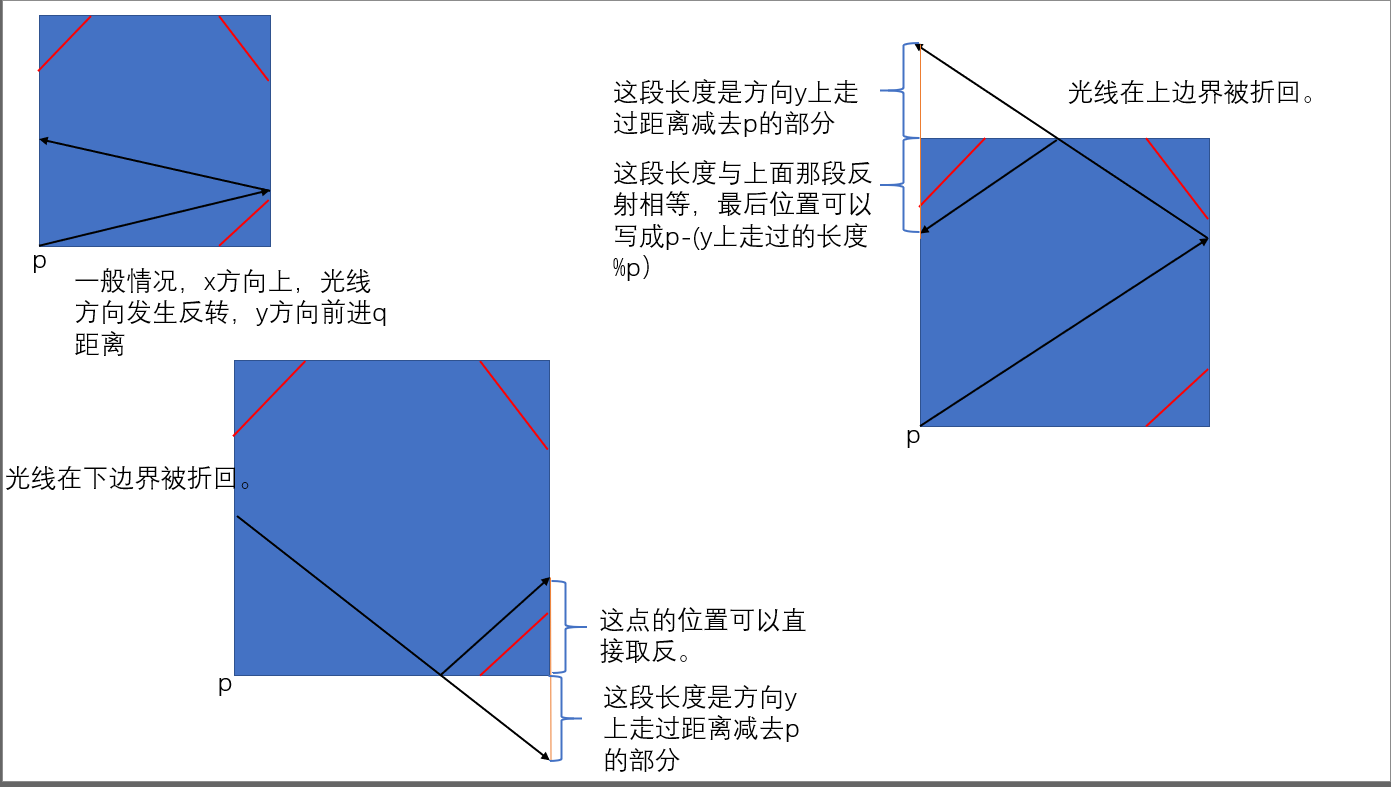 p
一般情况，x方向上，光线
方向发生反转，y方向前进q
距离
这段长度是方向y上走
过距离减去p的部分
光线在上边界被折回。
这段长度与上面那段反
射相等，最后位置可以
写成p-(y上走过的长度
%p）
p
光线在下边界被折回。
p
这点的位置可以直
接取反。
这段长度是方向y
上走过距离减去p
的部分